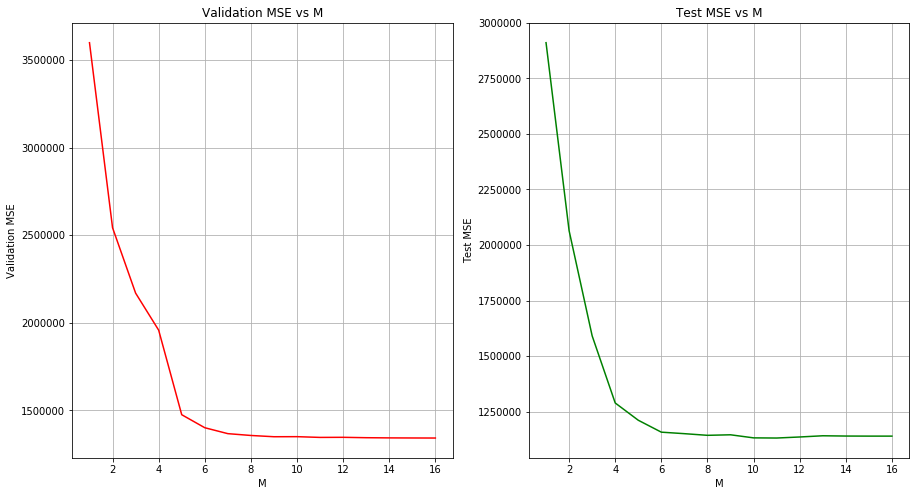 Validation MSE vs M
Test MSE vs M
Validation MSE
3500000
3000000
2500000
2000000
1500000
2 4 6 8 10 12 14 16
M
Test MSE
3000000
2750000
2500000
2250000
2000000
1750000
1500000
1250000
2 4 6 8 10 12 14 16
M